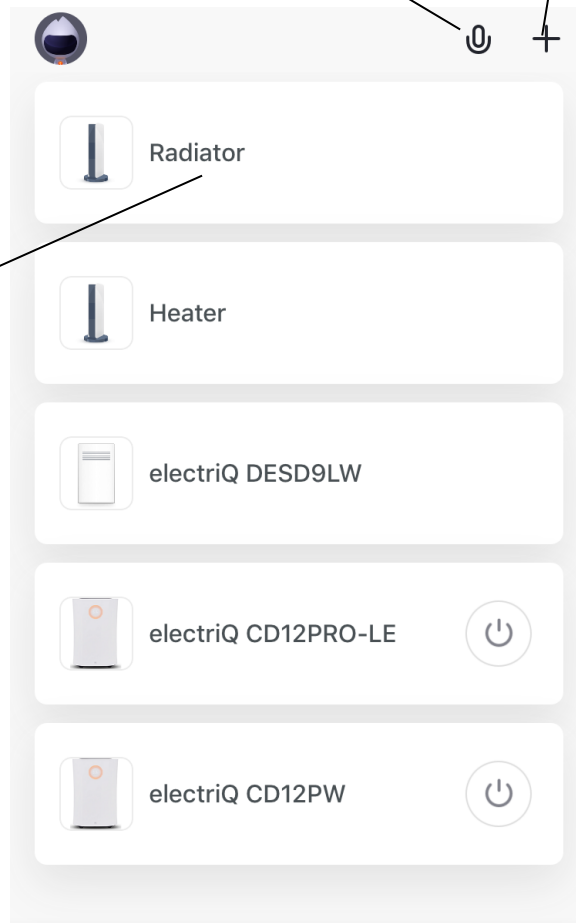 Radiator
Heater
electriQ DESD9LW
electriQ CD12PRO-LE
electriQ CD12PW